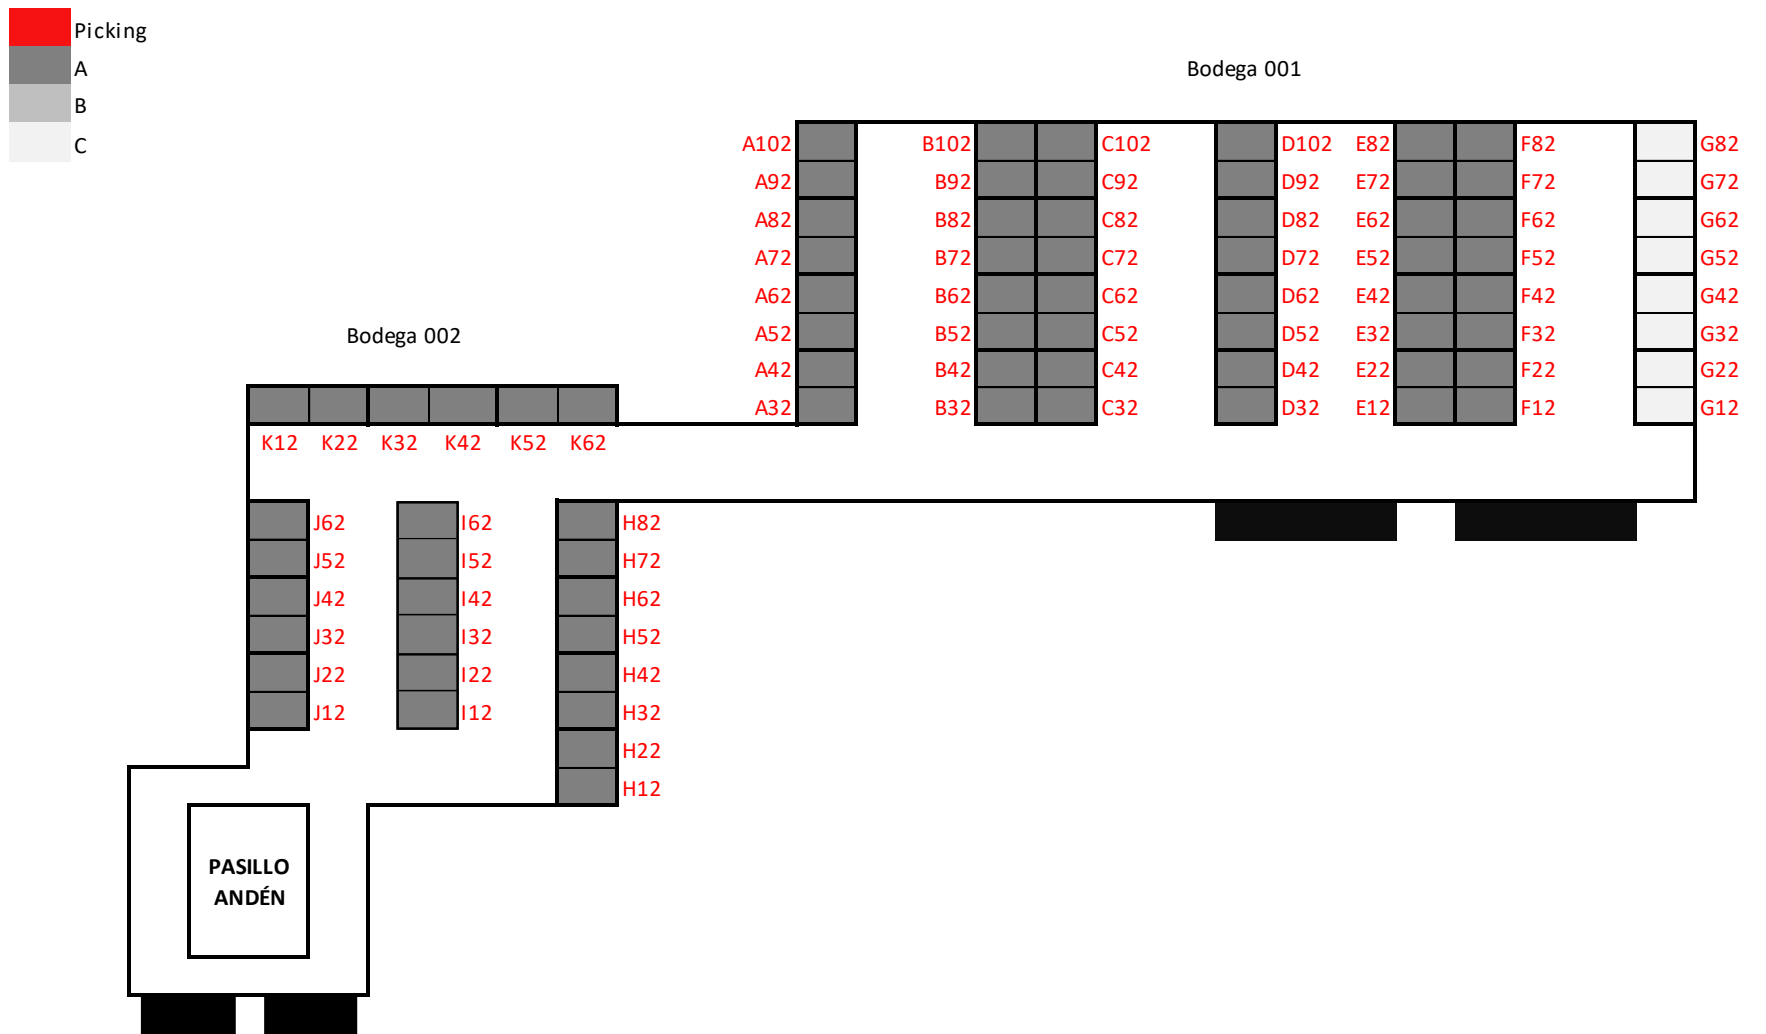 Picking
A
B
C
Bodega 001
A102 B102 C102 D102 E82 F82 G82
A92 B92 C92 D92 E72 F72 G72
A82 B82 C82 D82 E62 F62 G62
A72 B72 C72 D72 E52 F52 G52
A62 B62 C62 D62 E42 F42 G42
A52 B52 C52 D52 E32 F32 G32
A42 B42 C42 D42 E22 F22 G22
A32 B32 C32 D32 E12 F12 G12
Bodega 002
K12 K22 K32 K42 K52 K62
J62 I62 H82
J52 I52 H72
J42 I42 H62
J32 I32 H52
J22 I22 H42
J12 I12 H32
H22
H12
PASILLO
ANDÉN